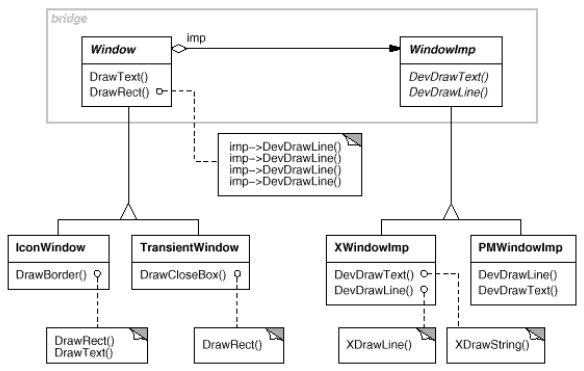 bridge
Window
imp
WindowImp
DrawText()
DrawRect()
DevDrawText()
DevDrawLine()
imp->DevDrawLine()
imp->DevDrawLine()
imp->DevDrawLine()
imp->DevDrawLine()
IconWindow
DrawBorder()
TransientWindow
DrawCloseBox()
XWindowImp
DevDrawText()
DevDrawLine()
PMWindowImp
DevDrawLine()
DevDrawText()
DrawRect()
DrawText()
DrawRect()
XDrawLine()
XDrawString()